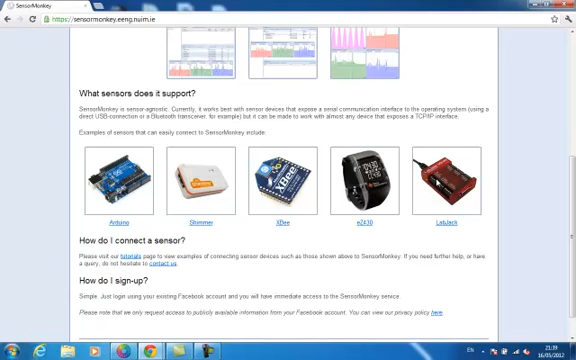 SensorMonkey
https://sensormonkey.eeng.nuim.ie
What sensors does it support?
SensorMonkey is sensor-agnostic. Currently, it works best with sensor devices that expose a serial communication interface to the operating system (using a
direct USB-connection or a Bluetooth transceiver, for example) but it can be made to work with almost any device that exposes a TCP/IP interface.
Examples of sensors that can easily connect to SensorMonkey include:
Arduino Shimmer XBee eZ430 LabJack
How do I connect a sensor?
Please visit our tutorials page to view examples of connecting sensor devices such as those shown above to SensorMonkey. If you need further help, or have
a query, do not hesitate to contact us.
How do I sign-up?
Simple. Just login using your existing Facebook account and you will have immediate access to the SensorMonkey service.
Please note that we only request access to publicly available information from your Facebook account. You can view our privacy policy here.
EN
21:39
16/05/2012